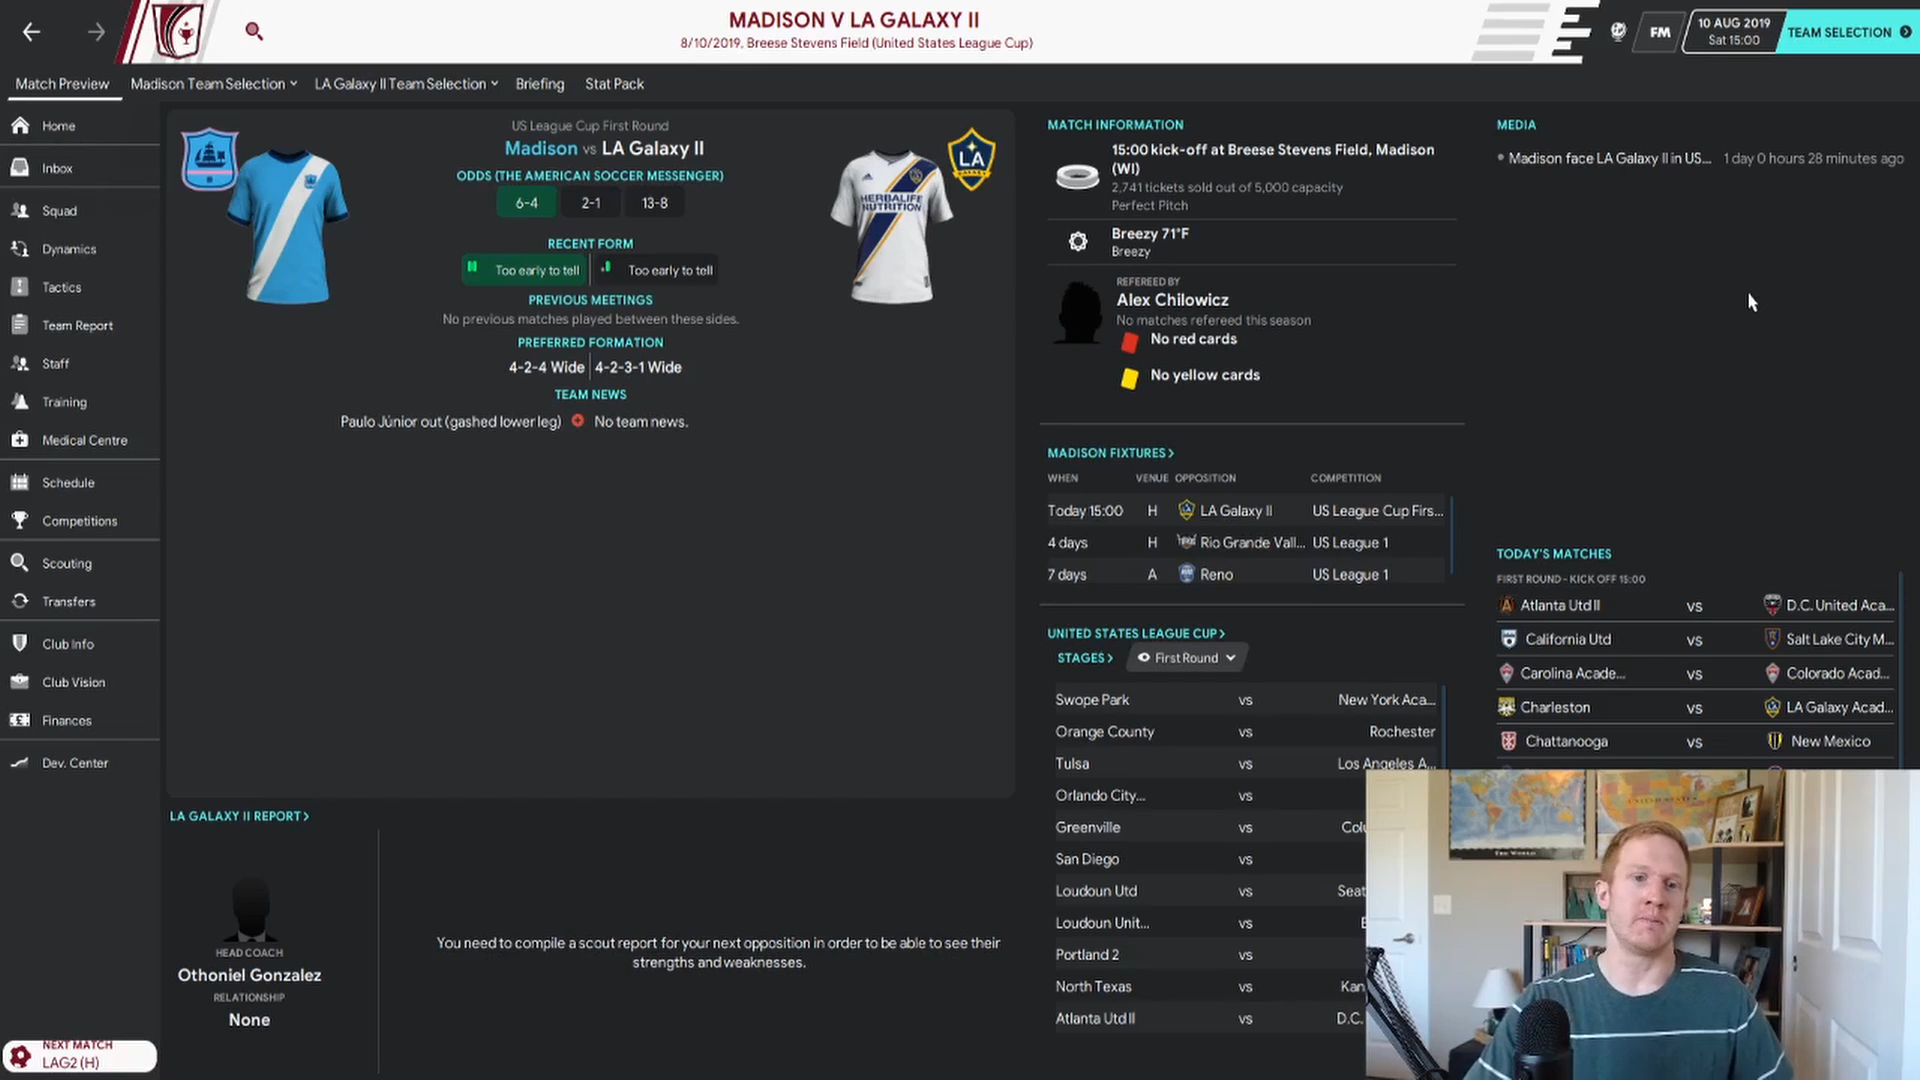 MADISON V LA GALAXY II
8/10/2019, Breese Stevens Field (United States League Cup)
FM
10 AUG 2019
Sat 15:00
TEAM SELECTION
Match Preview
Madison Team Selection
LA Galaxy II Team Selection
Briefing
Stat Pack
Home
Inbox
Squad
Dynamics
Tactics
Team Report
Staff
Training
Medical Centre
Schedule
Competitions
Scouting
Transfers
Club Info
Club Vision
Finances
Dev. Center
NEXT MATCH
LAG2 (H)
US League Cup First Round
Madison vs LA Galaxy II
ODDS (THE AMERICAN SOCCER MESSENGER)
6-4 2-1 13-8
RECENT FORM
Too early to tell Too early to tell
PREVIOUS MEETINGS
No previous matches played between these sides.
PREFERRED FORMATION
4-2-4 Wide 4-2-3-1 Wide
TEAM NEWS
Paulo Júnior out (gashed lower leg) No team news.
LA
HERBALIFE
NUTRITION
LA GALAXY II REPORT >
HEAD COACH
Othoniel Gonzalez
RELATIONSHIP
None
You need to compile a scout report for your next opposition in order to be able to see their
strengths and weaknesses.
MATCH INFORMATION
15:00 kick-off at Breese Stevens Field, Madison
(WI)
2,741 tickets sold out of 5,000 capacity
Perfect Pitch
Breezy 71°F
Breezy
REFEREED BY
Alex Chilowicz
No matches refereed this season
No red cards
No yellow cards
MADISON FIXTURES >
WHEN VENUE OPPOSITION COMPETITION
Today 15:00 H LA Galaxy II US League Cup Firs...
4 days H Rio Grande Vall... US League 1
7 days A Reno US League 1
UNITED STATES LEAGUE CUP >
STAGES > First Round
Swope Park vs New York Aca...
Orange County vs Rochester
Tulsa vs Los Angeles A...
Orlando City... vs
Greenville vs Colu
San Diego vs
Loudoun Utd vs Seat
Loudoun Unit... vs
Portland 2 vs
North Texas vs Kan
Atlanta Utd II vs D.C.
MEDIA
Madison face LA Galaxy II in US... 1 day 0 hours 28 minutes ago
TODAY'S MATCHES
FIRST ROUND - KICK OFF 15:00
Atlanta Utd II vs D.C. United Aca...
California Utd vs Salt Lake City M...
Carolina Acade... vs Colorado Acad...
Charleston vs LA Galaxy Acad...
Chattanooga vs New Mexico
The World
UNITED STATES